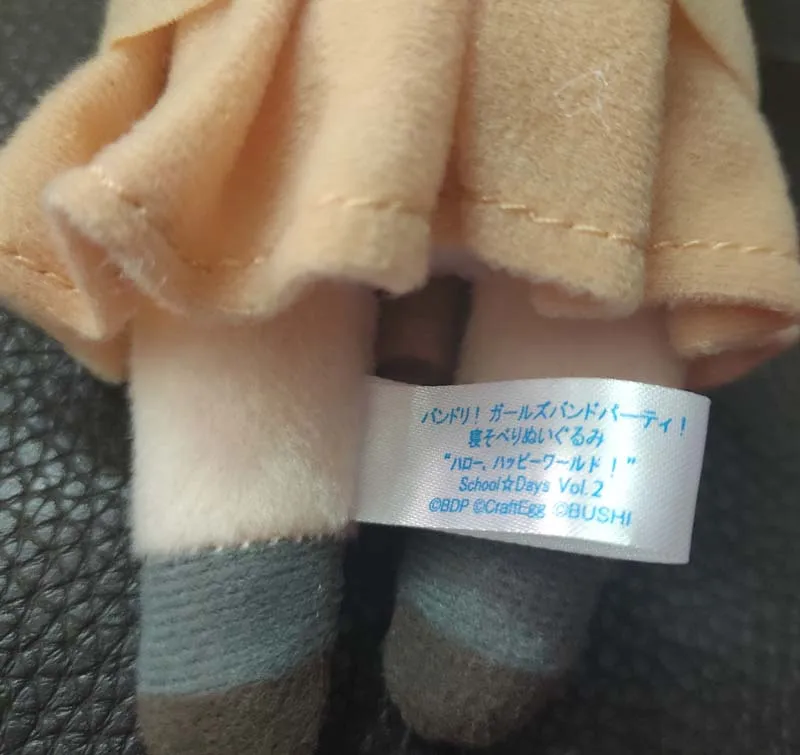 バンドリ！ ガールズバンドパーティ！
寝そべりぬいぐるみ
“ハロー、ハッピーワールド！”
School☆Days Vol.2
©BDP ©CraftEgg ©BUSHI